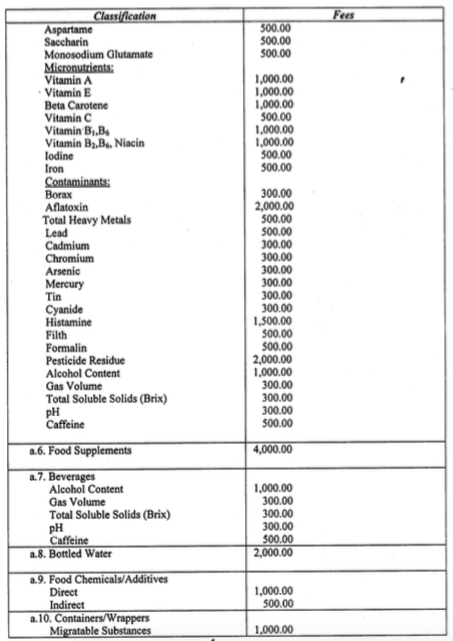 Classification Fees
Aspartame 500.00
Saccharin 500.00
Monosodium Glutamate 500.00
Micronutrients:
Vitamin A 1,000.00
Vitamin E 1,000.00
Beta Carotene 1,000.00
Vitamin C 500.00
Vitamin B₁,B₆ 1,000.00
Vitamin B₂,B₆, Niacin 1,000.00
Iodine 500.00
Iron 500.00
Contaminants:
Borax 300.00
Aflatoxin 2,000.00
Total Heavy Metals 500.00
Lead 500.00
Cadmium 300.00
Chromium 300.00
Arsenic 300.00
Mercury 300.00
Tin 300.00
Cyanide 300.00
Histamine 1,500.00
Filth 500.00
Formalin 500.00
Pesticide Residue 2,000.00
Alcohol Content 1,000.00
Gas Volume 300.00
Total Soluble Solids (Brix) 300.00
pH 300.00
Caffeine 500.00
a.6. Food Supplements 4,000.00
a.7. Beverages
Alcohol Content 1,000.00
Gas Volume 300.00
Total Soluble Solids (Brix) 300.00
pH 300.00
Caffeine 500.00
a.8. Bottled Water 2,000.00
a.9. Food Chemicals/Additives
Direct 1,000.00
Indirect 500.00
a.10. Containers/Wrappers
Migratable Substances 1,000.00